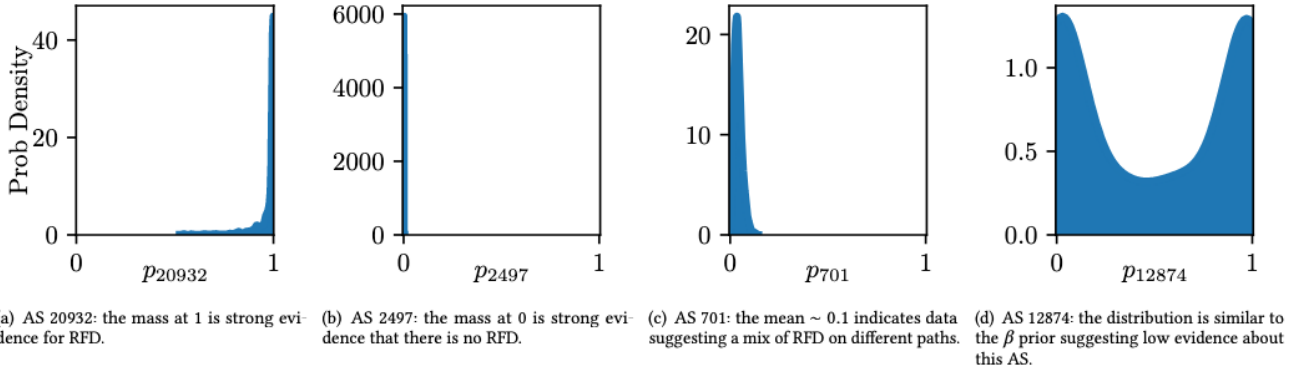 Prob Density
40
20
0
0
1
p20932
6000
4000
2000
0
0
1
p2497
20
10
0
0
1
p701
1.0
0.5
0.0
0
1
p12874
a) AS 20932: the mass at 1 is strong evi-
dence for RFD.
(b) AS 2497: the mass at 0 is strong evi-
dence that there is no RFD.
(c) AS 701: the mean ∼ 0.1 indicates data
suggesting a mix of RFD on different paths.
(d) AS 12874: the distribution is similar to
the β prior suggesting low evidence about
this AS.